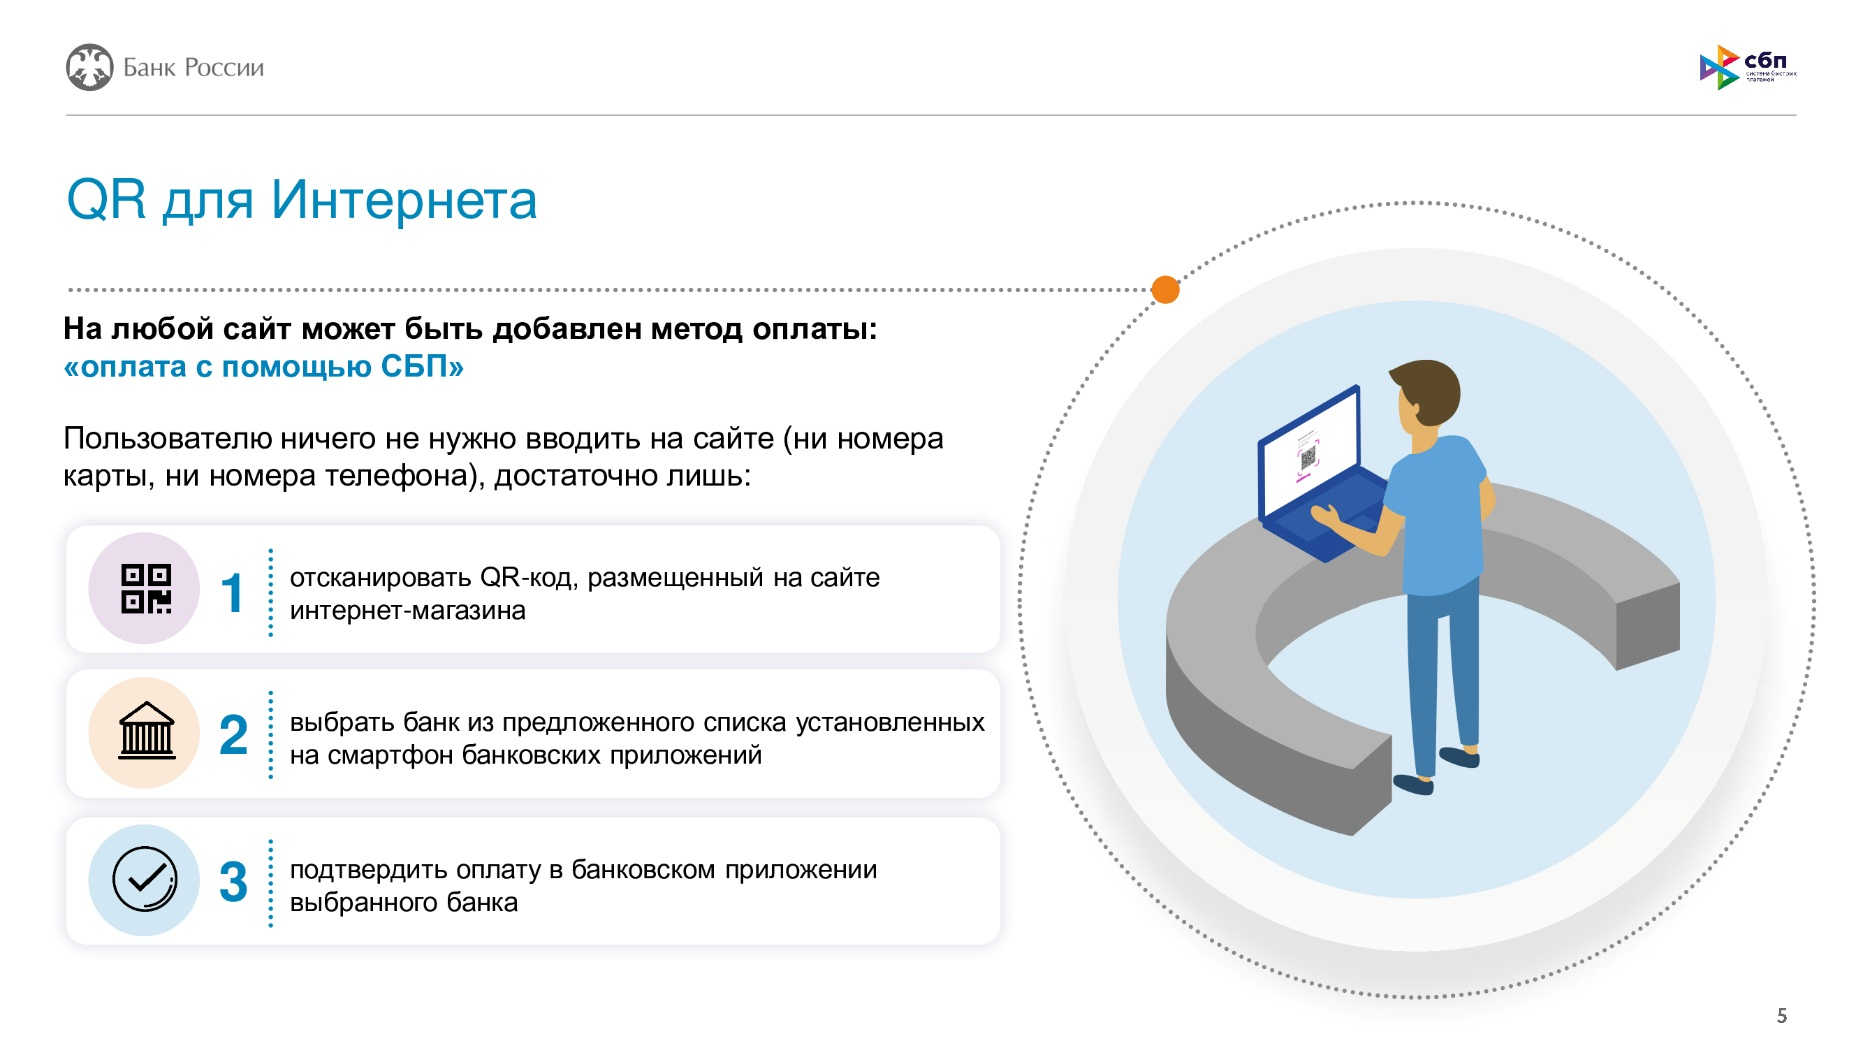 Банк России
сбп
система быстрых
платежей
QR для Интернета
На любой сайт может быть добавлен метод оплаты:
«оплата с помощью СБП»
Пользователю ничего не нужно вводить на сайте (ни номера
карты, ни номера телефона), достаточно лишь:
1
отсканировать QR-код, размещенный на сайте
интернет-магазина
2
выбрать банк из предложенного списка установленных
на смартфон банковских приложений
3
подтвердить оплату в банковском приложении
выбранного банка
5